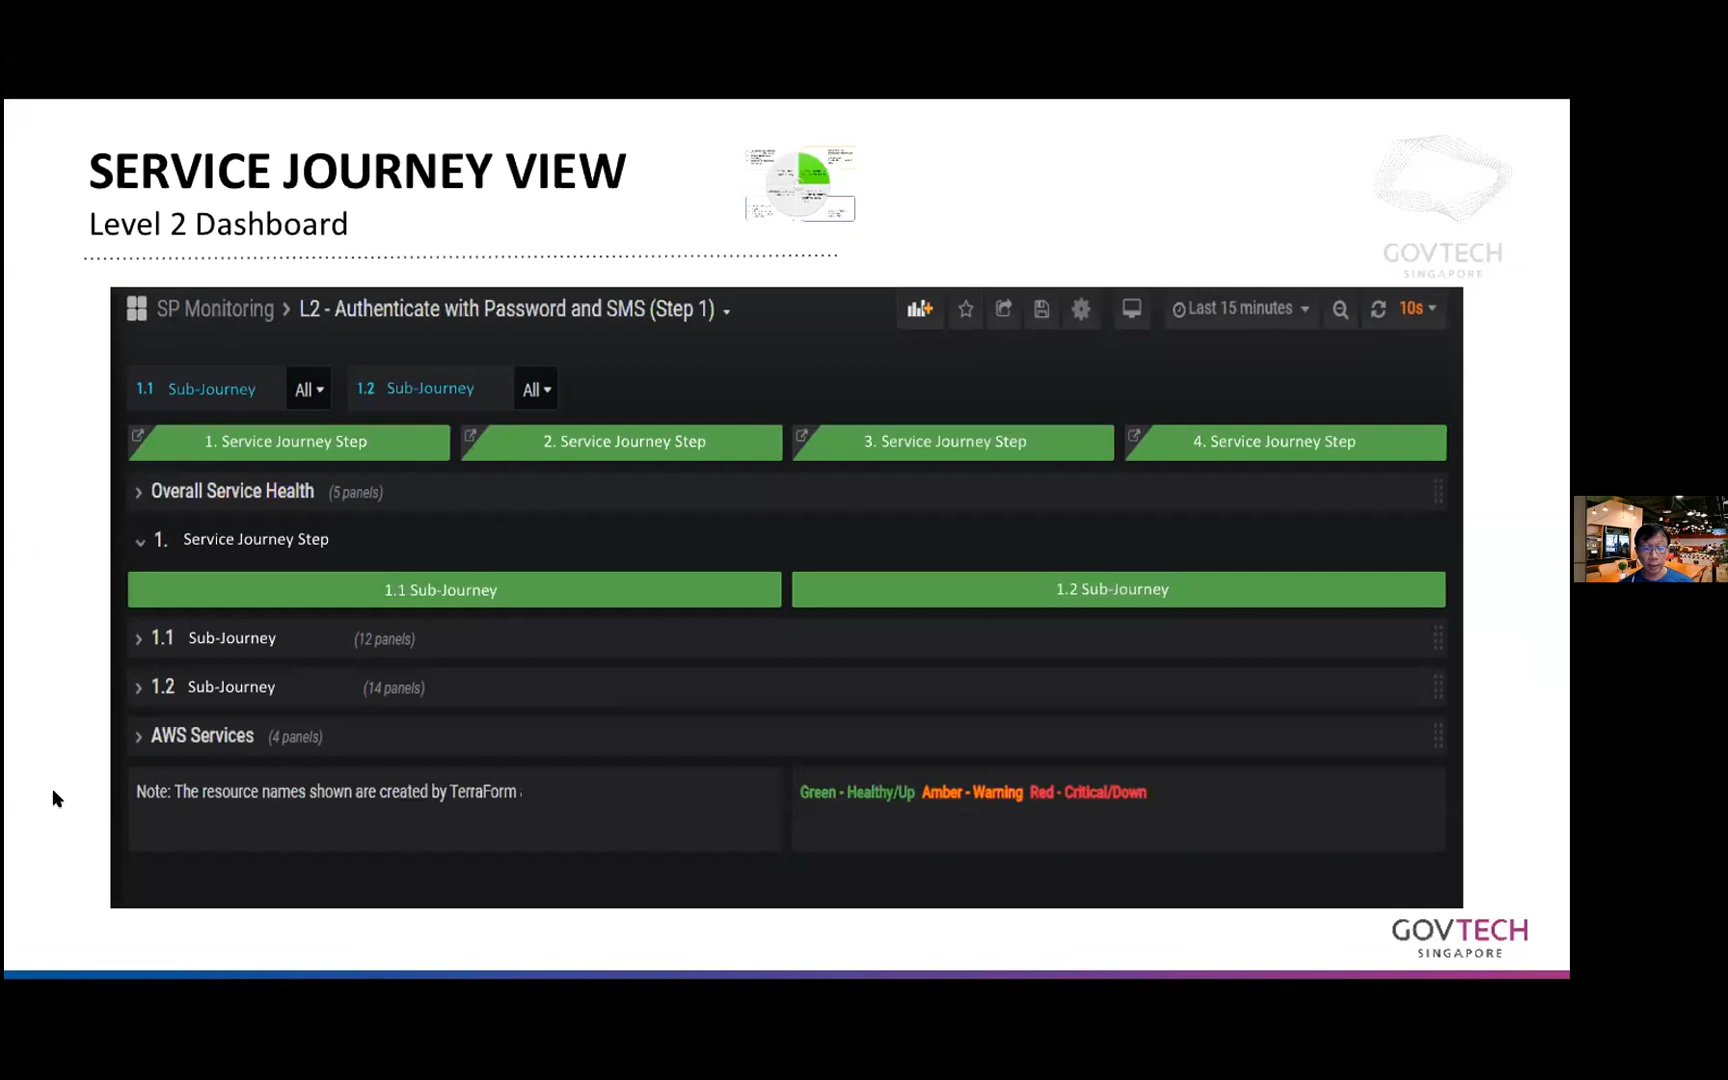 SERVICE JOURNEY VIEW
Level 2 Dashboard
GOVTECH
SINGAPORE
SP Monitoring > L2 - Authenticate with Password and SMS (Step 1)
Last 15 minutes
10s
1.1 Sub-Journey All
1.2 Sub-Journey All
1. Service Journey Step
2. Service Journey Step
3. Service Journey Step
4. Service Journey Step
Overall Service Health (5 panels)
1. Service Journey Step
1.1 Sub-Journey
1.2 Sub-Journey
1.1 Sub-Journey (12 panels)
1.2 Sub-Journey (14 panels)
AWS Services (4 panels)
Note: The resource names shown are created by TerraForm
Green - Healthy/Up Amber - Warning Red - Critical/Down
GOVTECH
SINGAPORE